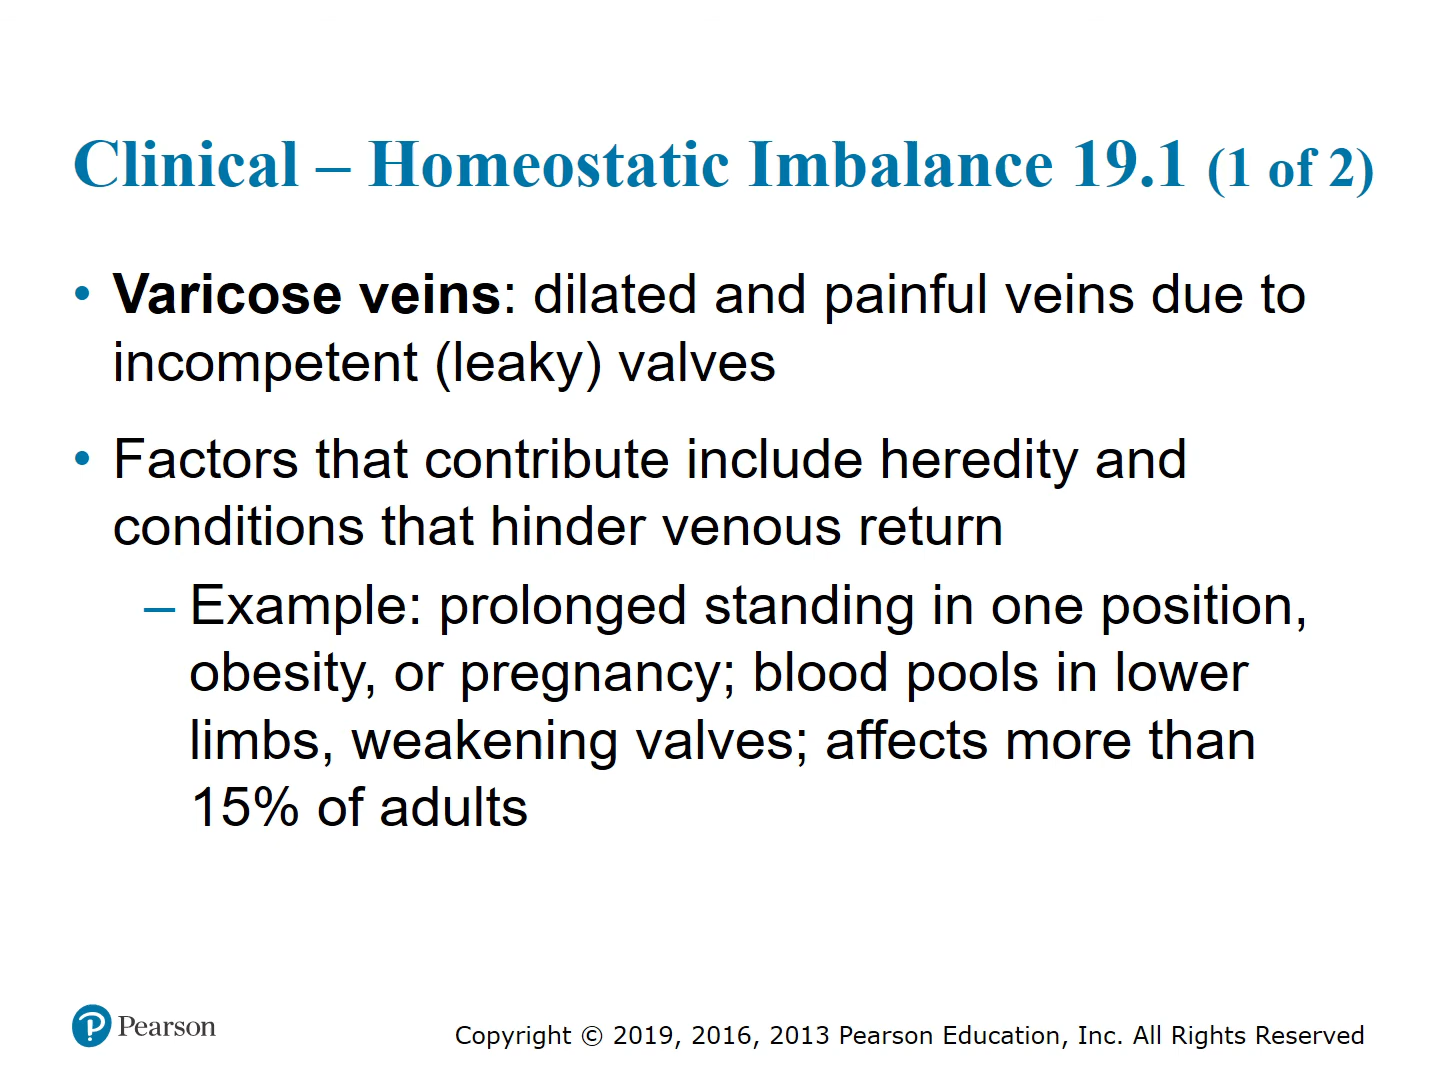 Clinical – Homeostatic Imbalance 19.1 (1 of 2)
• Varicose veins: dilated and painful veins due to
incompetent (leaky) valves
• Factors that contribute include heredity and
conditions that hinder venous return
– Example: prolonged standing in one position,
obesity, or pregnancy; blood pools in lower
limbs, weakening valves; affects more than
15% of adults
Pearson
Copyright © 2019, 2016, 2013 Pearson Education, Inc. All Rights Reserved